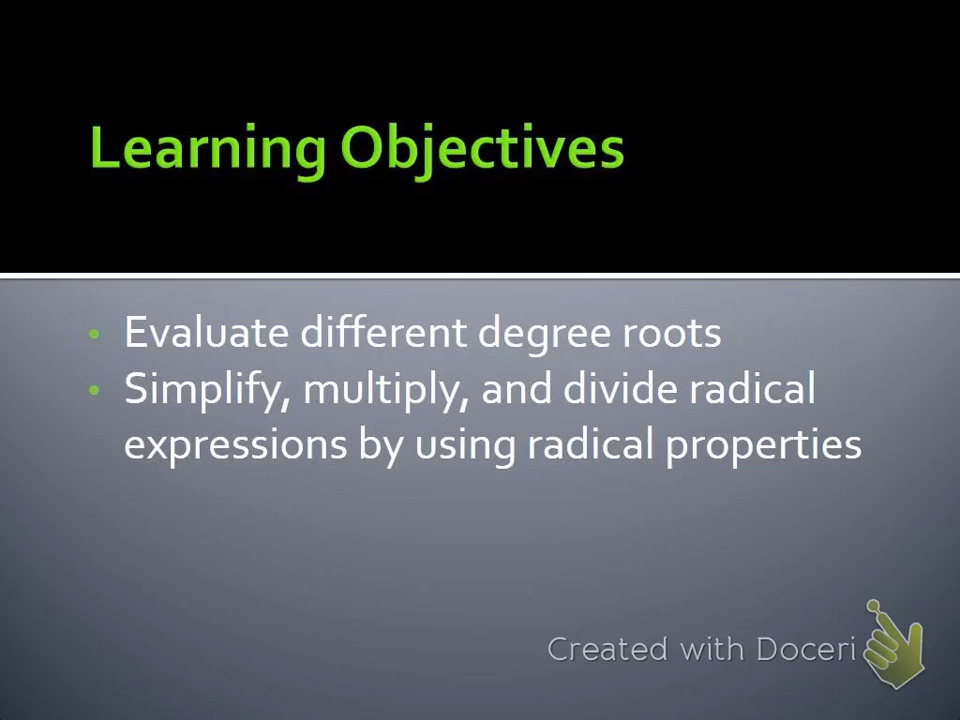 Learning Objectives
• Evaluate different degree roots
• Simplify, multiply, and divide radical
expressions by using radical properties
Created with Doceri